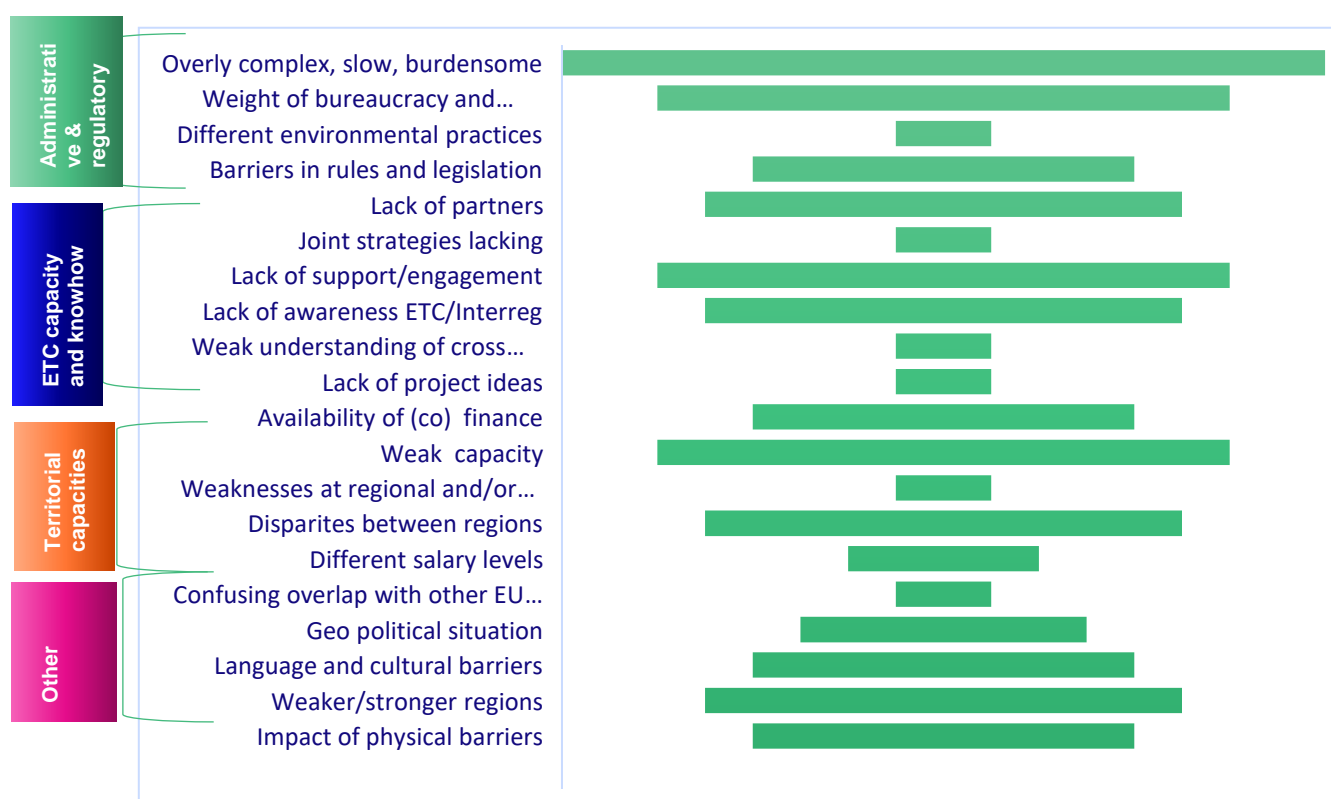 Administrati
ve &
regulatory
Overly complex, slow, burdensome
Weight of bureaucracy and…
Different environmental practices
Barriers in rules and legislation
ETC capacity
and knowhow
Lack of partners
Joint strategies lacking
Lack of support/engagement
Lack of awareness ETC/Interreg
Weak understanding of cross…
Lack of project ideas
Territorial
capacities
Availability of (co)  finance
Weak  capacity
Weaknesses at regional and/or…
Disparites between regions
Different salary levels
Other
Confusing overlap with other EU…
Geo political situation
Language and cultural barriers
Weaker/stronger regions
Impact of physical barriers